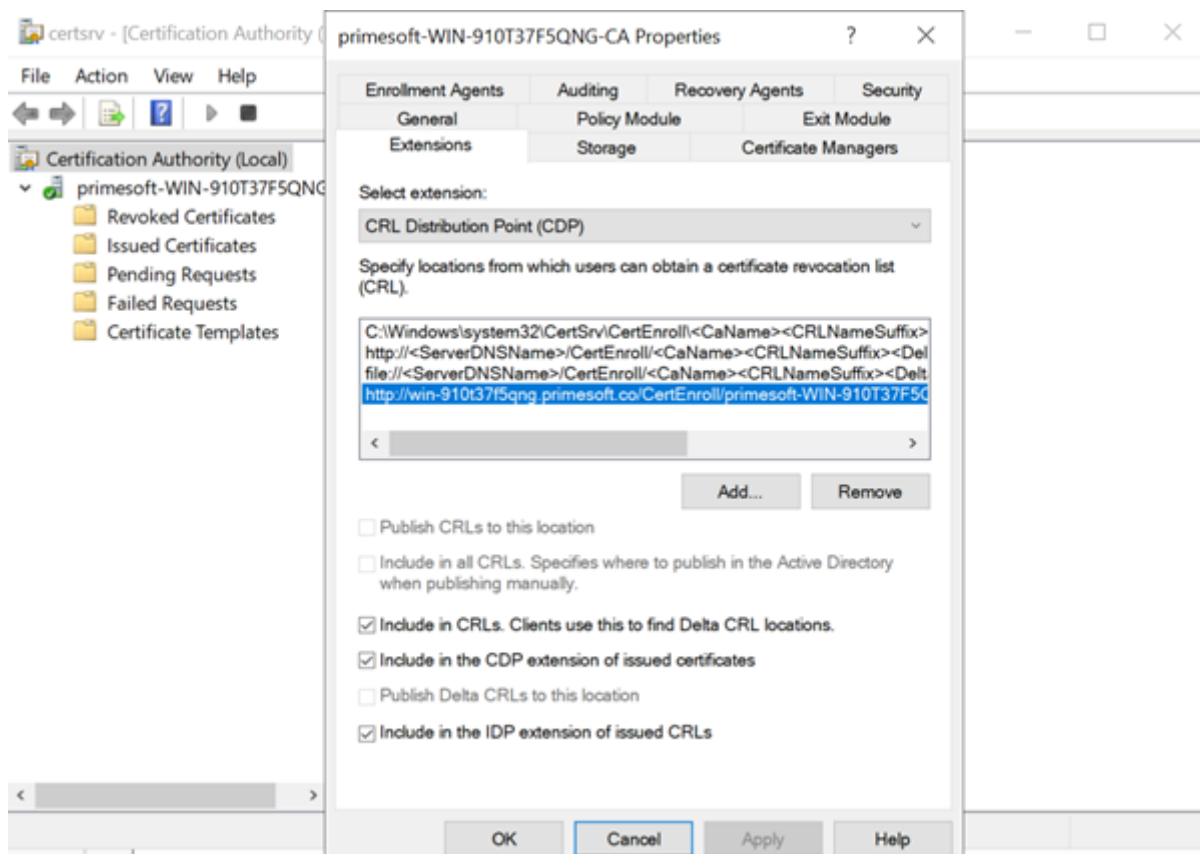 certsrv - [Certification Authority (
primesoft-WIN-910T37F5QNG-CA Properties
?
File Action View Help
Enrollment Agents Auditing Recovery Agents Security
General Policy Module Exit Module
Extensions Storage Certificate Managers
Certification Authority (Local)
primesoft-WIN-910T37F5QNG
Revoked Certificates
Issued Certificates
Pending Requests
Failed Requests
Certificate Templates
Select extension:
CRL Distribution Point (CDP)
Specify locations from which users can obtain a certificate revocation list
(CRL).
C:\Windows\system32\CertSrv\CertEnroll\<CaName><CRLNameSuffix>
http://<ServerDNSName>/CertEnroll/<CaName><CRLNameSuffix><Del
file://<ServerDNSName>/CertEnroll/<CaName><CRLNameSuffix><Delt
http://win-910t37f5qng.primesoft.co/CertEnroll/primesoft-WIN-910T37F5Q
Add... Remove
Publish CRLs to this location
Include in all CRLs. Specifies where to publish in the Active Directory
when publishing manually.
Include in CRLs. Clients use this to find Delta CRL locations.
Include in the CDP extension of issued certificates
Publish Delta CRLs to this location
Include in the IDP extension of issued CRLs
OK Cancel Apply Help